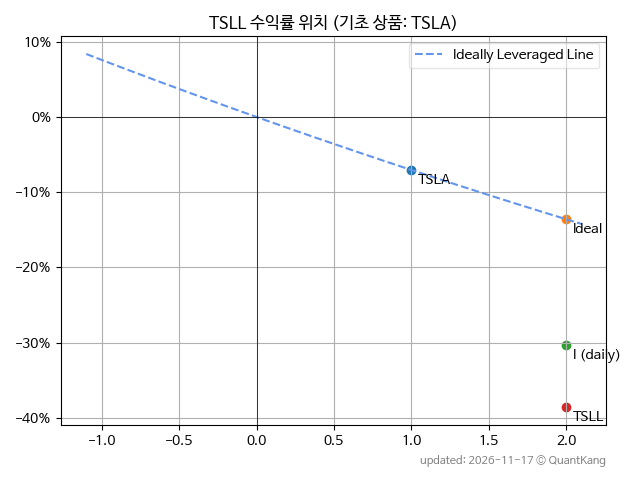 TSLL 수익률 위치 (기초 상품: TSLA)
10%
Ideally Leveraged Line
0%
TSLA
−10%
Ideal
−20%
−30%
I (daily)
TSLL
−40%
−1.0 −0.5 0.0 0.5 1.0 1.5 2.0
updated: 2026-11-17 © QuantKang